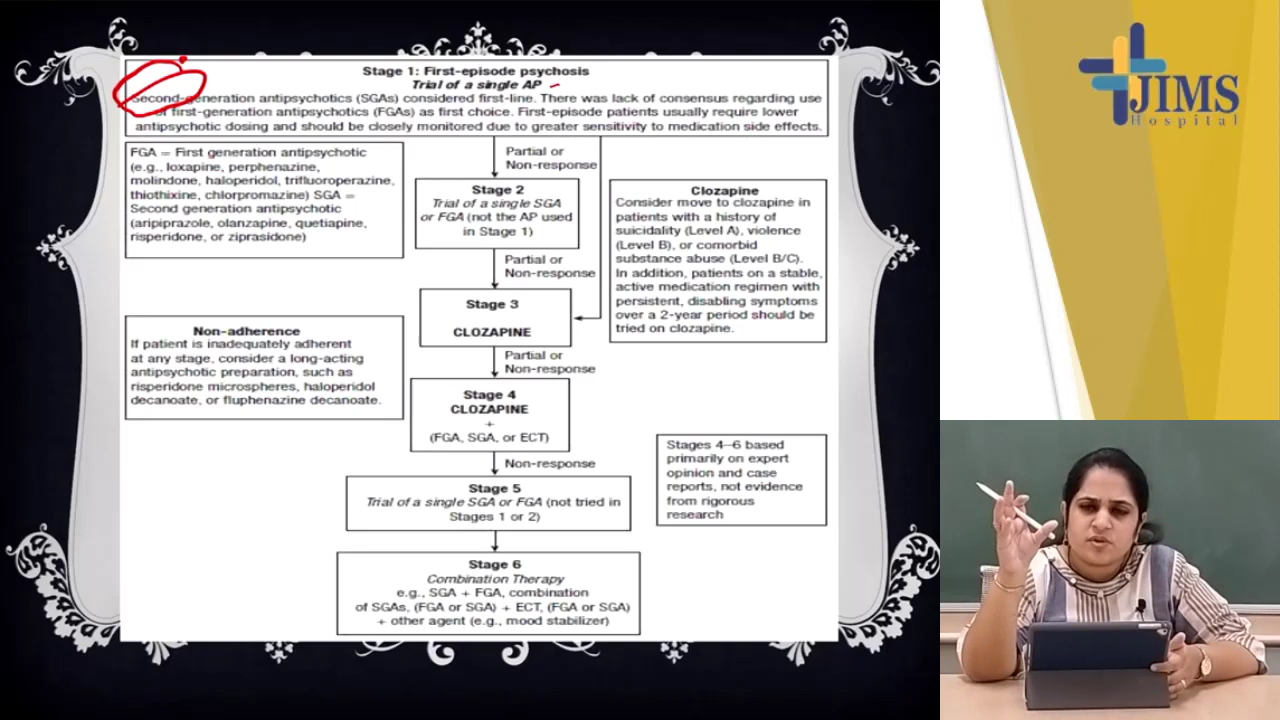 Stage 1: First-episode psychosis
Trial of a single AP
Second-generation antipsychotics (SGAs) considered first-line. There was lack of consensus regarding use
of first-generation antipsychotics (FGAs) as first choice. First-episode patients usually require lower
antipsychotic dosing and should be closely monitored due to greater sensitivity to medication side effects.
FGA = First generation antipsychotic
(e.g., loxapine, perphenazine,
molindone, haloperidol, trifluoroperazine,
thiothixine, chlorpromazine) SGA =
Second generation antipsychotic
(aripiprazole, olanzapine, quetiapine,
risperidone, or ziprasidone)
Partial or
Non-response
Stage 2
Trial of a single SGA
or FGA (not the AP used
in Stage 1)
Clozapine
Consider move to clozapine in
patients with a history of
suicidality (Level A), violence
(Level B), or comorbid
substance abuse (Level B/C).
In addition, patients on a stable,
active medication regimen with
persistent, disabling symptoms
over a 2-year period should be
tried on clozapine.
Partial or
Non-response
Stage 3
CLOZAPINE
Non-adherence
If patient is inadequately adherent
at any stage, consider a long-acting
antipsychotic preparation, such as
risperidone microspheres, haloperidol
decanoate, or fluphenazine decanoate.
Partial or
Non-response
Stage 4
CLOZAPINE
+
(FGA, SGA, or ECT)
Non-response
Stages 4–6 based
primarily on expert
opinion and case
reports, not evidence
from rigorous
research
Stage 5
Trial of a single SGA or FGA (not tried in
Stages 1 or 2)
Stage 6
Combination Therapy
e.g., SGA + FGA, combination
of SGAs, (FGA or SGA) + ECT, (FGA or SGA)
+ other agent (e.g., mood stabilizer)
JIMS
Hospital